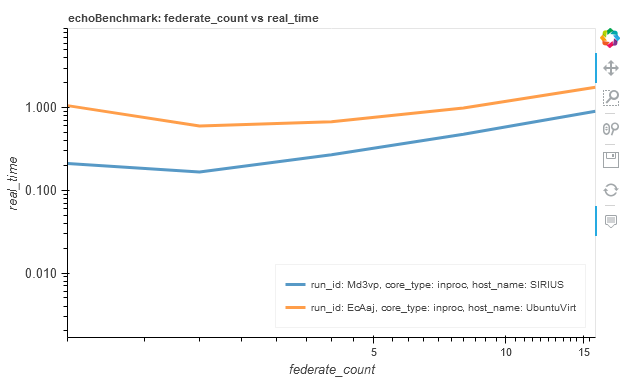 echoBenchmark: federate_count vs real_time
1.000
0.100
0.010
real_time
run_id: Md3vp, core_type: inproc, host_name: SIRIUS
run_id: EcAaj, core_type: inproc, host_name: UbuntuVirt
5
10
15
federate_count